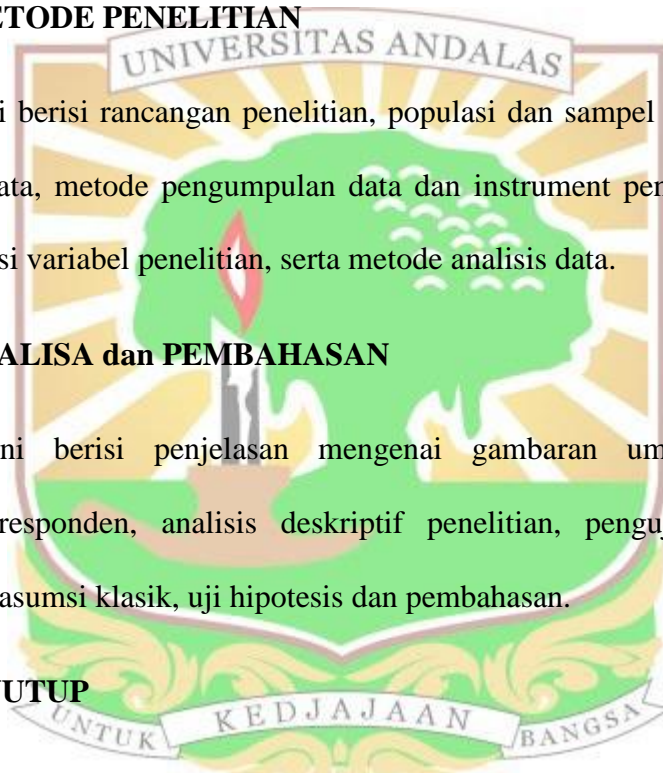 ETODE PENELITIAN
UNIVERSITAS ANDALAS
i berisi rancangan penelitian, populasi dan sampel
ata, metode pengumpulan data dan instrument pen
si variabel penelitian, serta metode analisis data.
ALISA dan PEMBAHASAN
ni berisi penjelasan mengenai gambaran um
responden, analisis deskriptif penelitian, penguj
asumsi klasik, uji hipotesis dan pembahasan.
UTUP
UNTUK KEDJAJAAN BANGSA